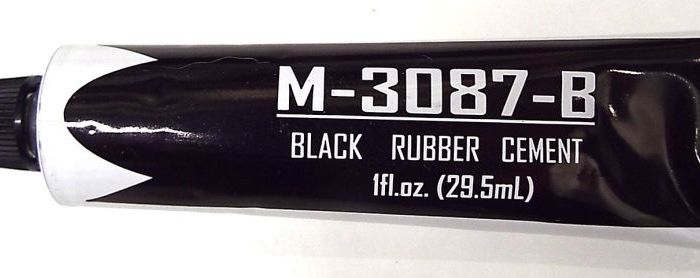 M-3087-B
BLACK RUBBER CEMENT
1fl.oz. (29.5mL)